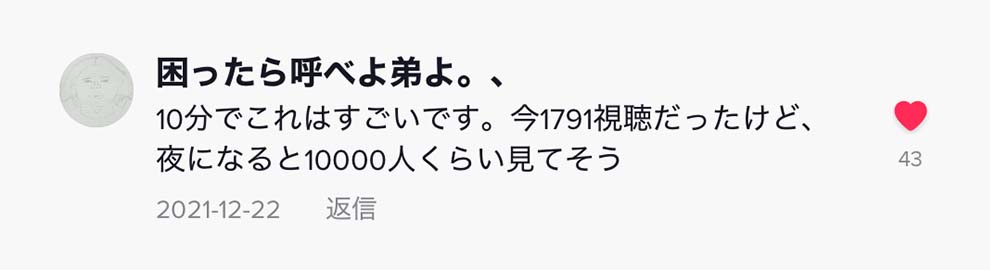 困ったら呼べよ弟よ。、
10分でこれはすごいです。今1791視聴だったけど、
夜になると10000人くらい見てそう
43
2021-12-22 返信